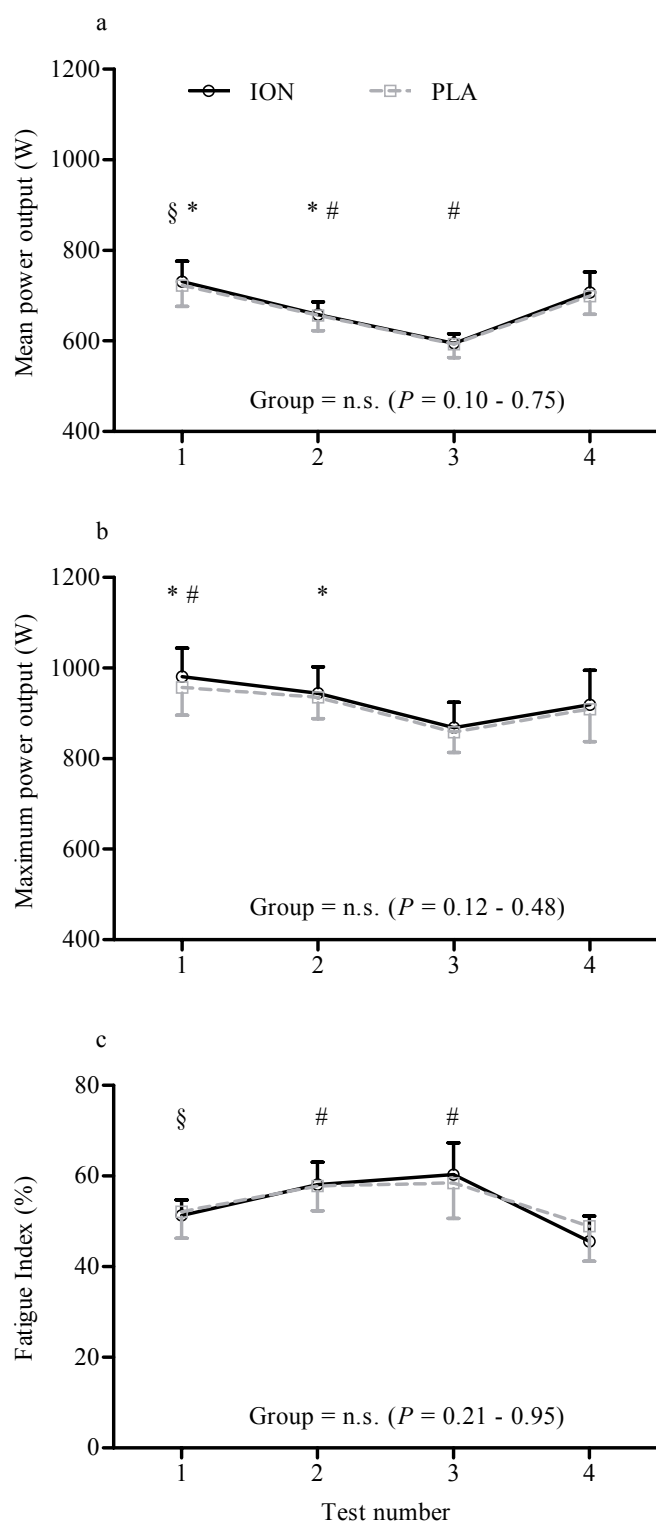 a
1200
ION PLA
1000
Mean power output (W)
§ * * # #
800
600
Group = n.s. (P = 0.10 - 0.75)
400
1 2 3 4
b
1200
* # *
1000
Maximum power output (W)
800
600
Group = n.s. (P = 0.12 - 0.48)
400
1 2 3 4
c
80
§ # #
60
Fatigue Index (%)
40
20
Group = n.s. (P = 0.21 - 0.95)
0
1 2 3 4
Test number